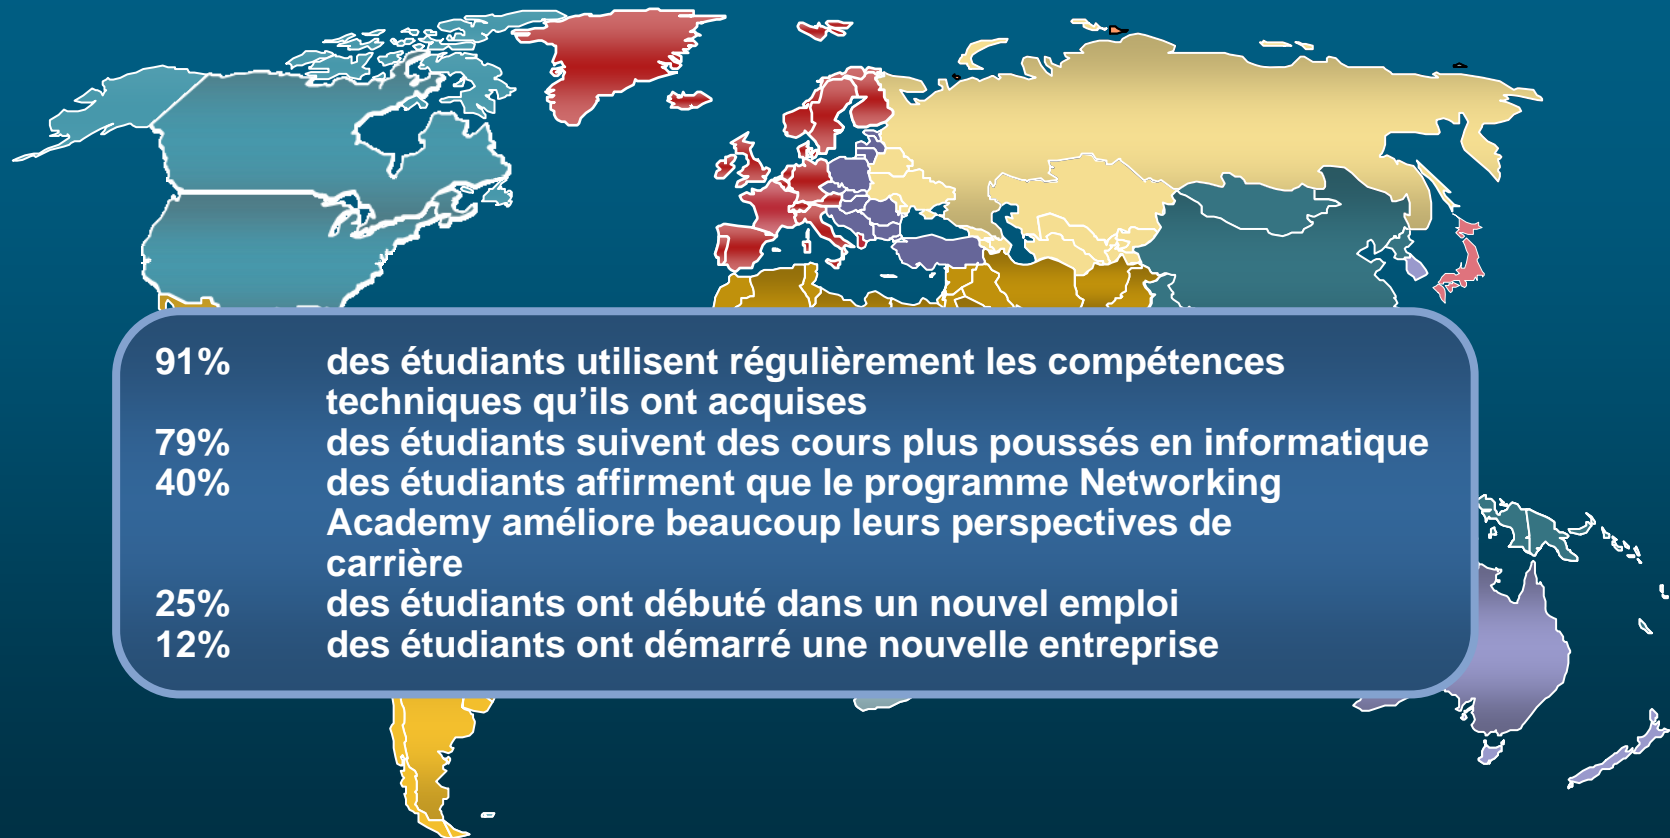 91% des étudiants utilisent régulièrement les compétences
techniques qu’ils ont acquises
79% des étudiants suivent des cours plus poussés en informatique
40% des étudiants affirment que le programme Networking
Academy améliore beaucoup leurs perspectives de
carrière
25% des étudiants ont débuté dans un nouvel emploi
12% des étudiants ont démarré une nouvelle entreprise